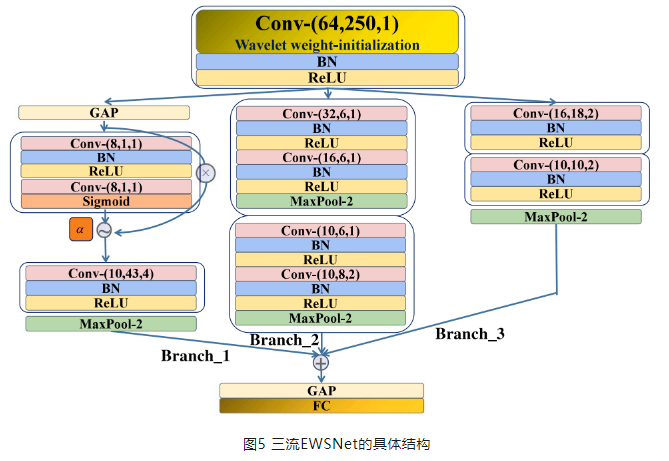 Conv-(64,250,1)
Wavelet weight-initialization
BN
ReLU
GAP
Conv-(8,1,1)
BN
ReLU
Conv-(8,1,1)
Sigmoid
α
Conv-(10,43,4)
BN
ReLU
MaxPool-2
Branch_1
Conv-(32,6,1)
BN
ReLU
Conv-(16,6,1)
BN
ReLU
MaxPool-2
Conv-(10,6,1)
BN
ReLU
Conv-(10,8,2)
BN
ReLU
MaxPool-2
Branch_2
Conv-(16,18,2)
BN
ReLU
Conv-(10,10,2)
BN
ReLU
MaxPool-2
Branch_3
GAP
FC
图5 三流EWSNet的具体结构